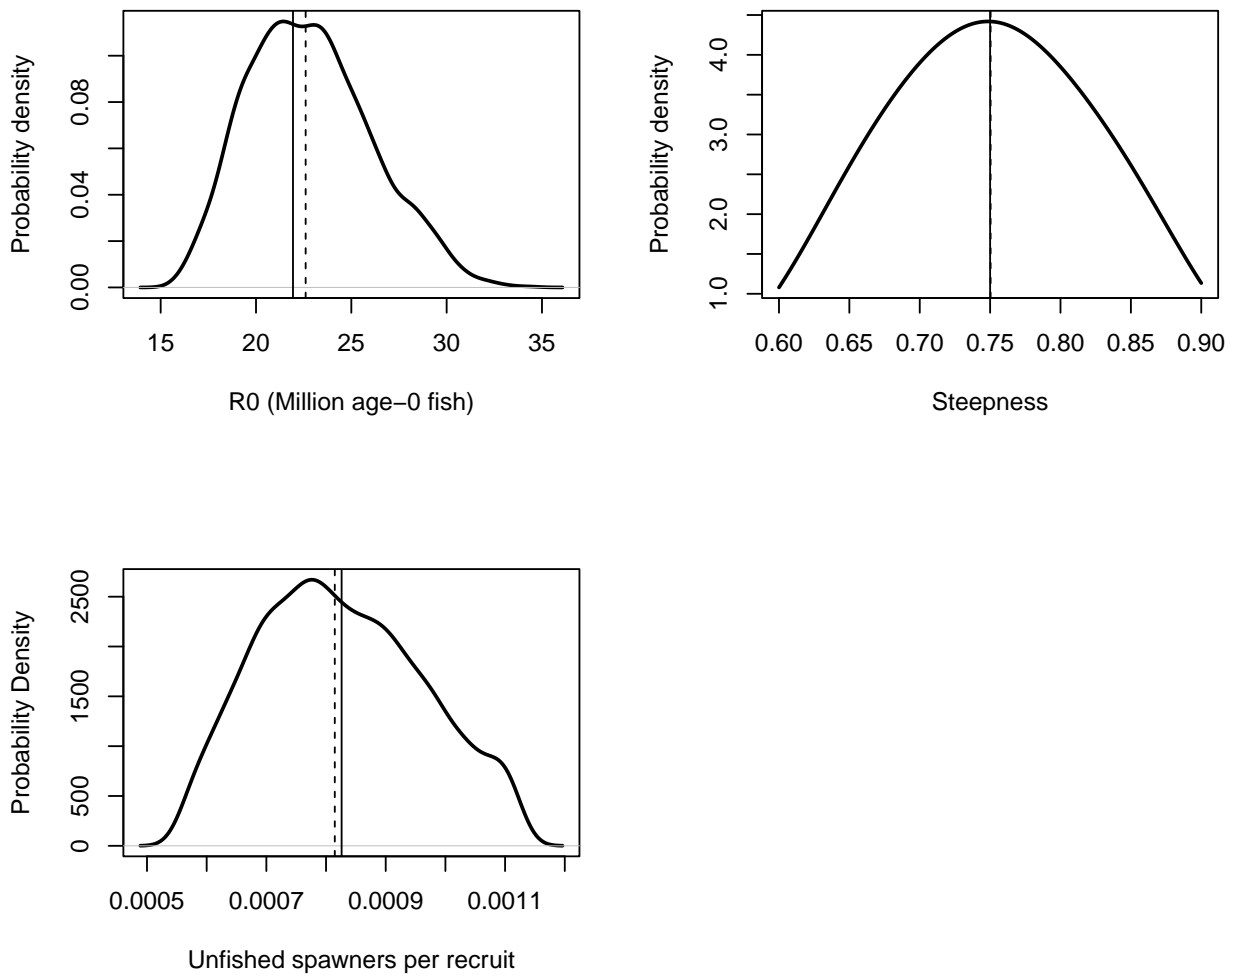 Probability density
0.00 0.04 0.08
15 20 25 30 35
R0 (Million age−0 fish)
Probability density
1.0 2.0 3.0 4.0
0.60 0.65 0.70 0.75 0.80 0.85 0.90
Steepness
Probability Density
0 500 1500 2500
0.0005 0.0007 0.0009 0.0011
Unfished spawners per recruit